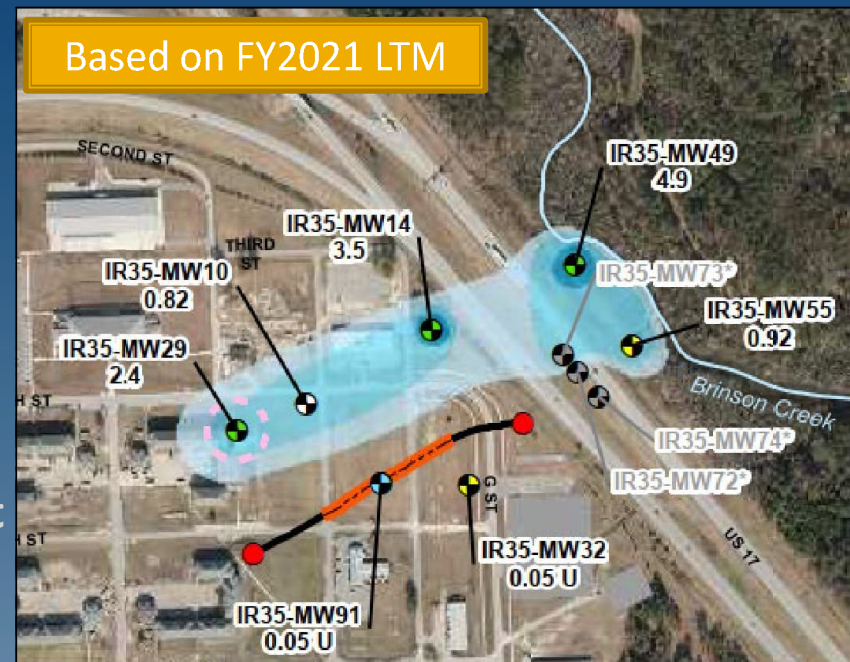 Based on FY2021 LTM
SECOND ST
IR35-MW49
4.9
IR35-MW14
3.5
THIRD
ST
IR35-MW73*
IR35-MW10
0.82
IR35-MW55
0.92
IR35-MW29
2.4
Brinson Creek
H ST
IR35-MW74*
IR35-MW72*
G ST
t
H ST
IR35-MW32
0.05 U
US 17
IR35-MW91
0.05 U